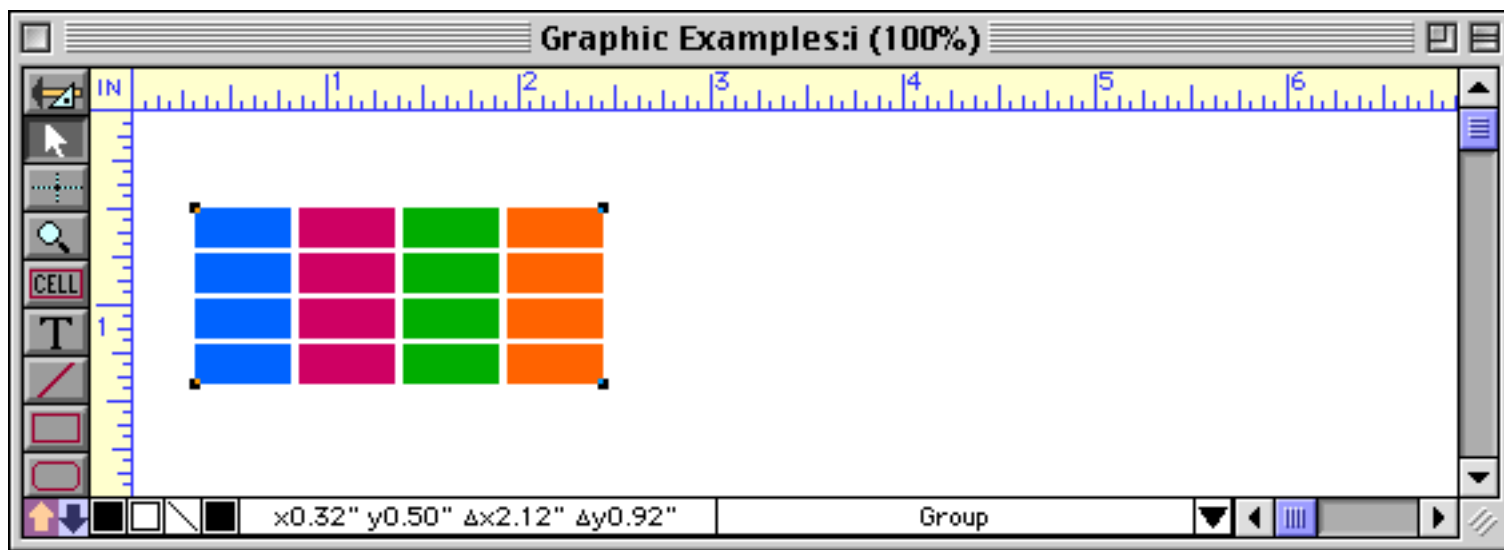 Graphic Examples:i (100%)
IN 1 2 3 4 5 6
CELL
1
T
x0.32" y0.50" Δx2.12" Δy0.92" Group